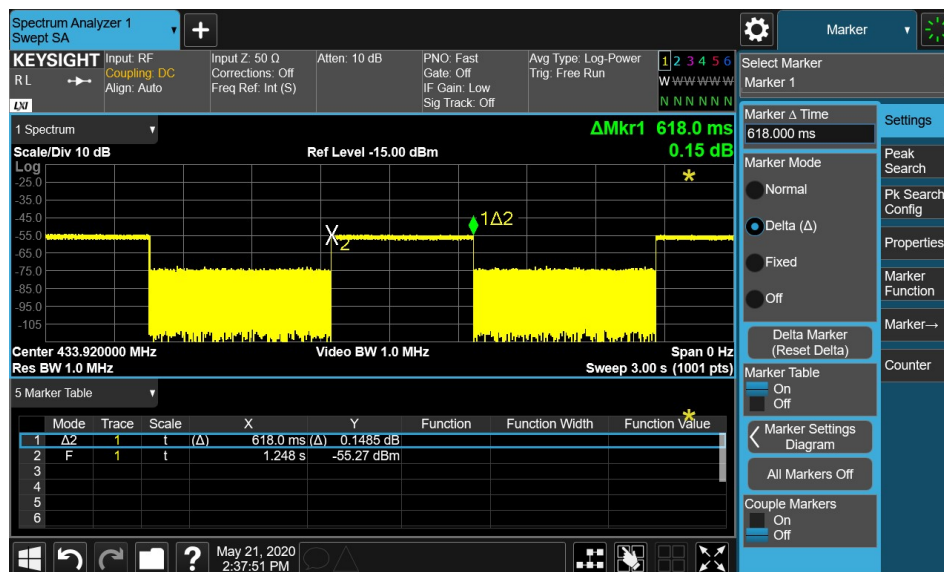 Spectrum Analyzer 1
Swept SA
+
Marker
KEYSIGHT
RL
LXI
Input: RF
Coupling: DC
Align: Auto
Input Z: 50 Ω
Corrections: Off
Freq Ref: Int (S)
Atten: 10 dB
PNO: Fast
Gate: Off
IF Gain: Low
Sig Track: Off
Avg Type: Log-Power
Trig: Free Run
1 2 3 4 5 6
W W W W W W
N N N N N N
Select Marker
Marker 1
1 Spectrum
ΔMkr1 618.0 ms
0.15 dB
Scale/Div 10 dB
Ref Level -15.00 dBm
Log
-25.0
-35.0
-45.0
-55.0
-65.0
-75.0
-85.0
-95.0
-105
X2
1Δ2
*
Center 433.920000 MHz
Video BW 1.0 MHz
Span 0 Hz
Res BW 1.0 MHz
Sweep 3.00 s (1001 pts)
5 Marker Table
*
Mode Trace Scale X Y Function Function Width Function Value
1 Δ2 1 t (Δ) 618.0 ms (Δ) 0.1485 dB
2 F 1 t 1.248 s -55.27 dBm
3
4
5
6
?
May 21, 2020
2:37:51 PM
Marker Δ Time
618.000 ms
Marker Mode
Normal
Delta (Δ)
Fixed
Off
Delta Marker
(Reset Delta)
Marker Table
On
Off
Marker Settings
Diagram
All Markers Off
Couple Markers
On
Off
Settings
Peak
Search
Pk Search
Config
Properties
Marker
Function
Marker→
Counter